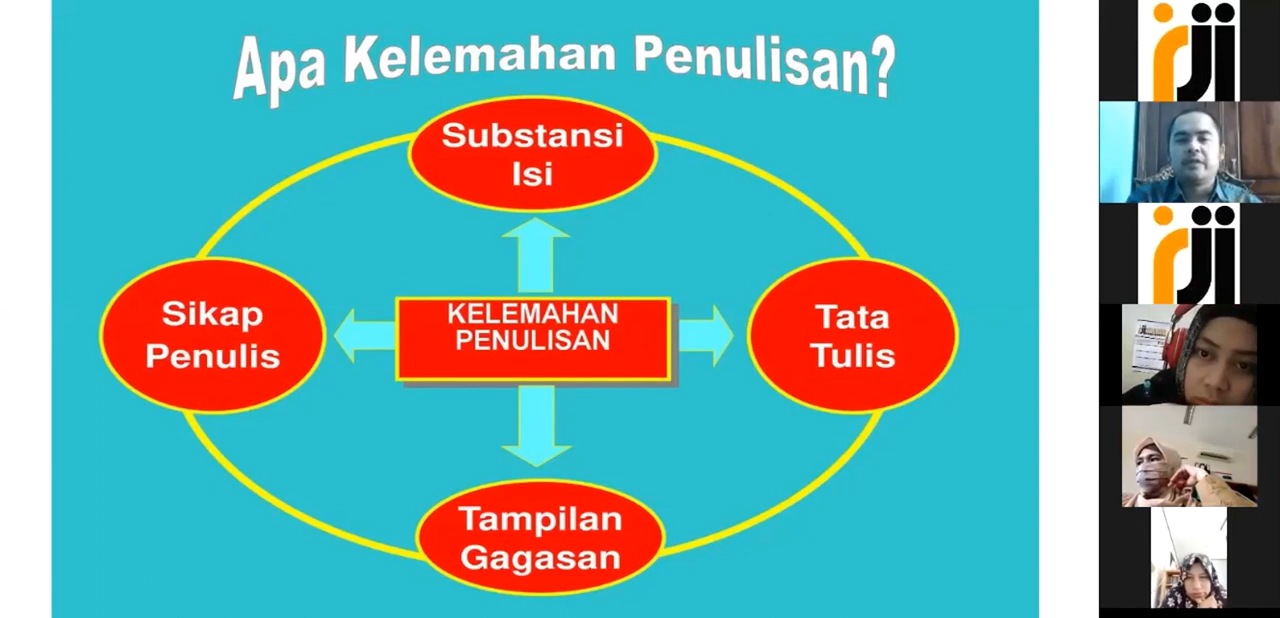 Apa Kelemahan Penulisan?
Substansi
Isi
Sikap
Penulis
KELEMAHAN
PENULISAN
Tata
Tulis
Tampilan
Gagasan